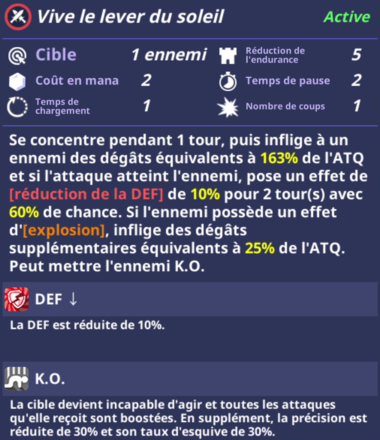 Vive le lever du soleil
Active
Cible 1 ennemi
Réduction de l'endurance 5
Coût en mana 2
Temps de pause 2
Temps de chargement 1
Nombre de coups 1
Se concentre pendant 1 tour, puis inflige à un
ennemi des dégâts équivalents à 163% de l'ATQ
et si l'attaque atteint l'ennemi, pose un effet de
[réduction de la DEF] de 10% pour 2 tour(s) avec
60% de chance. Si l'ennemi possède un effet
d'[explosion], inflige des dégâts
supplémentaires équivalents à 25% de l'ATQ.
Peut mettre l'ennemi K.O.
DEF ↓
La DEF est réduite de 10%.
K.O.
La cible devient incapable d'agir et toutes les attaques
qu'elle reçoit sont boostées. En supplément, la précision est
réduite de 30% et son taux d'esquive de 30%.